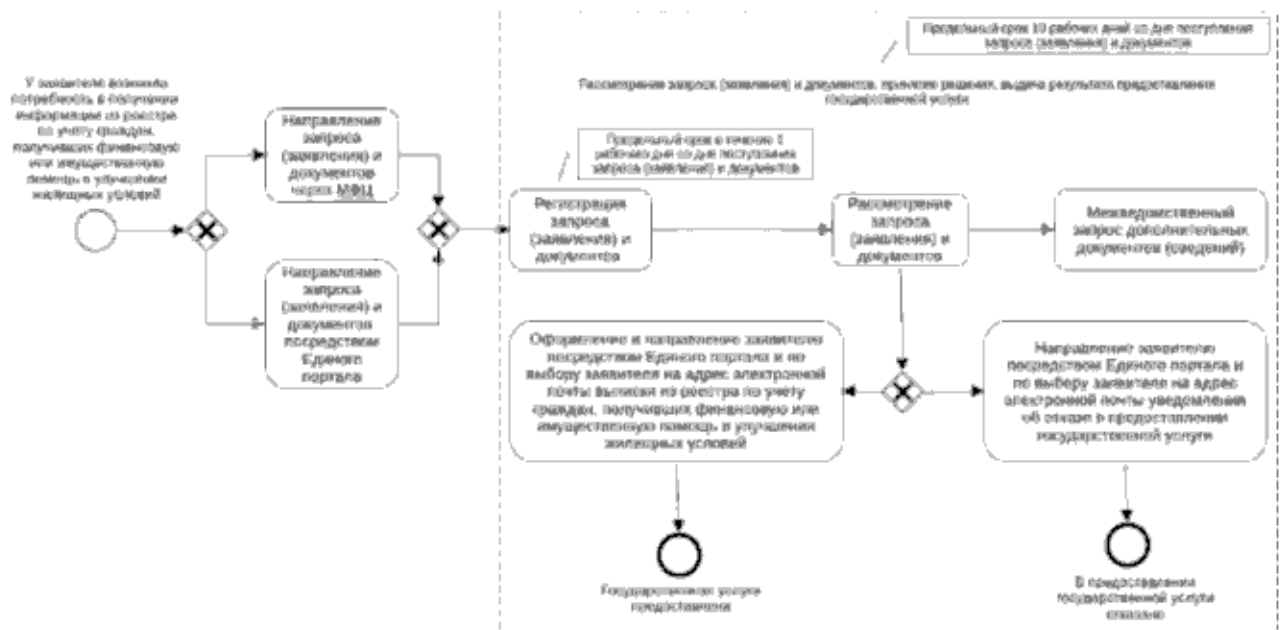 Предельный срок 10 рабочих дней со дня поступления
запроса (заявления) и документов
Рассмотрение запроса (заявления) и документов, принятие решения, выдача результата предоставления
государственной услуги
У заявителя возникла
потребность в получении
информации из реестра
по учету граждан,
получивших финансовую
или имущественную
помощь в улучшении
жилищных условий
Направление
запроса
(заявления) и
документов
через МФЦ
Направление
запроса
(заявления) и
документов
посредством
Единого
портала
Предельный срок в течение 1
рабочего дня со дня поступления
запроса (заявления) и документов
Регистрация
запроса
(заявления) и
документов
Рассмотрение
запроса
(заявления) и
документов
Межведомственный
запрос дополнительных
документов (сведений)
Оформление и направление заявителю
посредством Единого портала и по
выбору заявителя на адрес электронной
почты выписки из реестра по учету
граждан, получивших финансовую или
имущественную помощь в улучшении
жилищных условий
Направление заявителю
посредством Единого портала и
по выбору заявителя на адрес
электронной почты уведомления
об отказе в предоставлении
государственной услуги
Государственная услуга
предоставлена
В предоставлении
государственной услуги
отказано